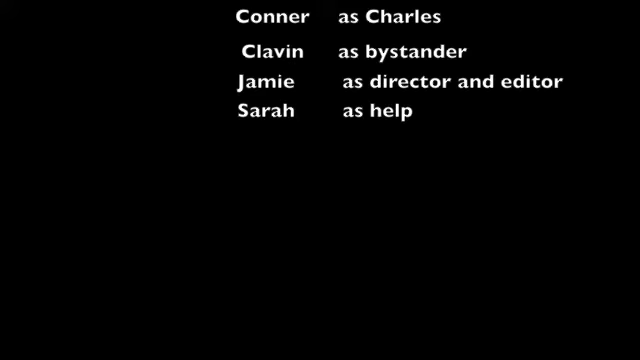 Conner as Charles
Clavin as bystander
Jamie as director and editor
Sarah as help